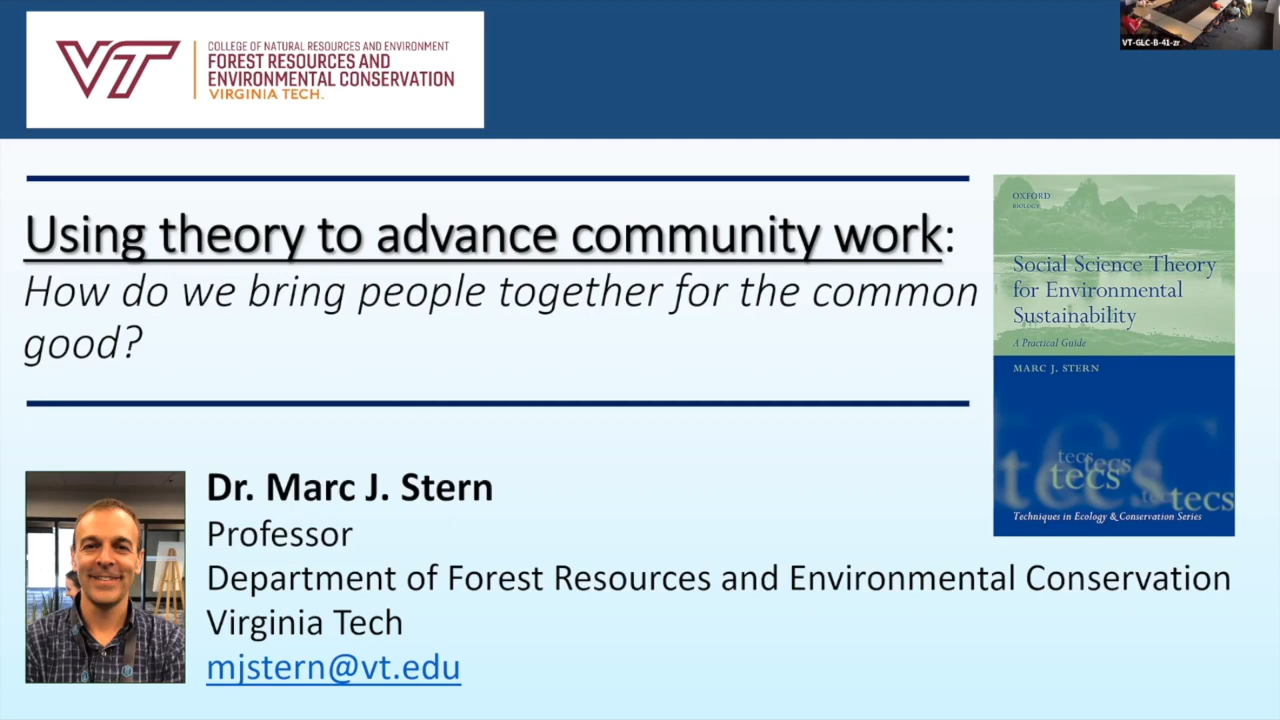 VT
COLLEGE OF NATURAL RESOURCES AND ENVIRONMENT
FOREST RESOURCES AND
ENVIRONMENTAL CONSERVATION
VIRGINIA TECH.
VT-GLC-B-41-zr
Using theory to advance community work:
How do we bring people together for the common
good?
OXFORD
BIOLOGY
Social Science Theory
for Environmental
Sustainability
A Practical Guide
MARC J. STERN
tecs
tecs
tecs
tecs
tecs
Techniques in Ecology & Conservation Series
Dr. Marc J. Stern
Professor
Department of Forest Resources and Environmental Conservation
Virginia Tech
mjstern@vt.edu